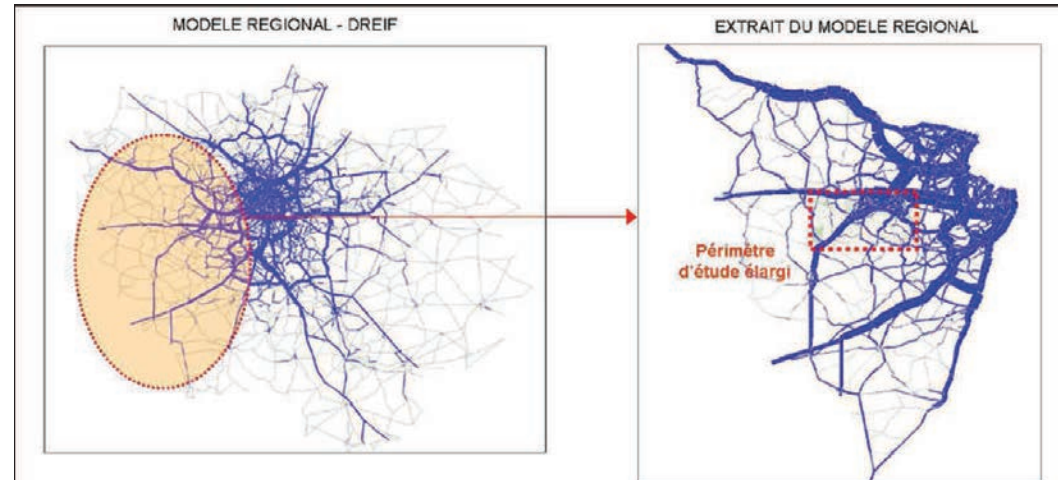 MODELE REGIONAL - DREIF
EXTRAIT DU MODELE REGIONAL
Périmètre
d'étude élargi